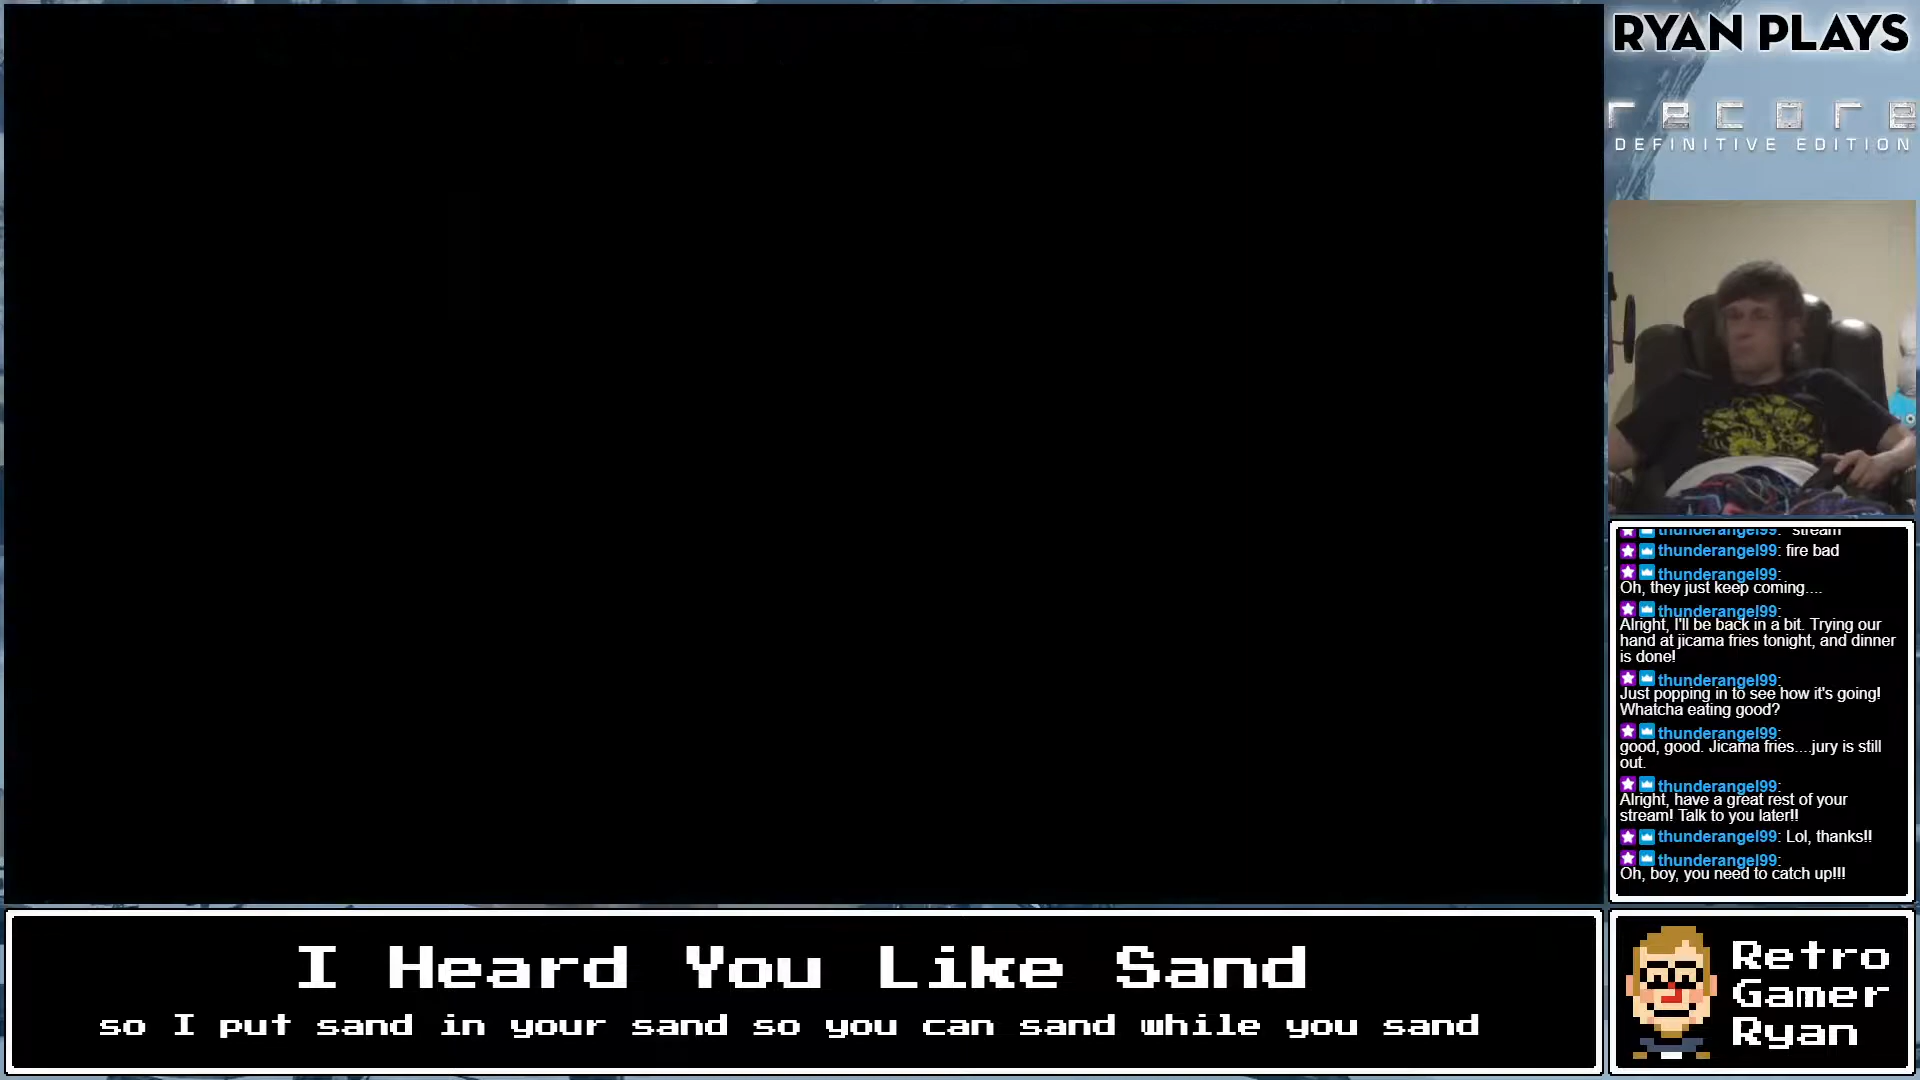 RYAN PLAYS
recore
DEFINITIVE EDITION
thunderangel99: stream
thunderangel99: fire bad
thunderangel99:
Oh, they just keep coming....
thunderangel99:
Alright, I'll be back in a bit. Trying our
hand at jicama fries tonight, and dinner
is done!
thunderangel99:
Just popping in to see how it's going!
Whatcha eating good?
thunderangel99:
good, good. Jicama fries....jury is still
out.
thunderangel99:
Alright, have a great rest of your
stream! Talk to you later!!
thunderangel99: Lol, thanks!!
thunderangel99:
Oh, boy, you need to catch up!!!
I Heard You Like Sand
so I put sand in your sand so you can sand while you sand
Retro
Gamer
Ryan